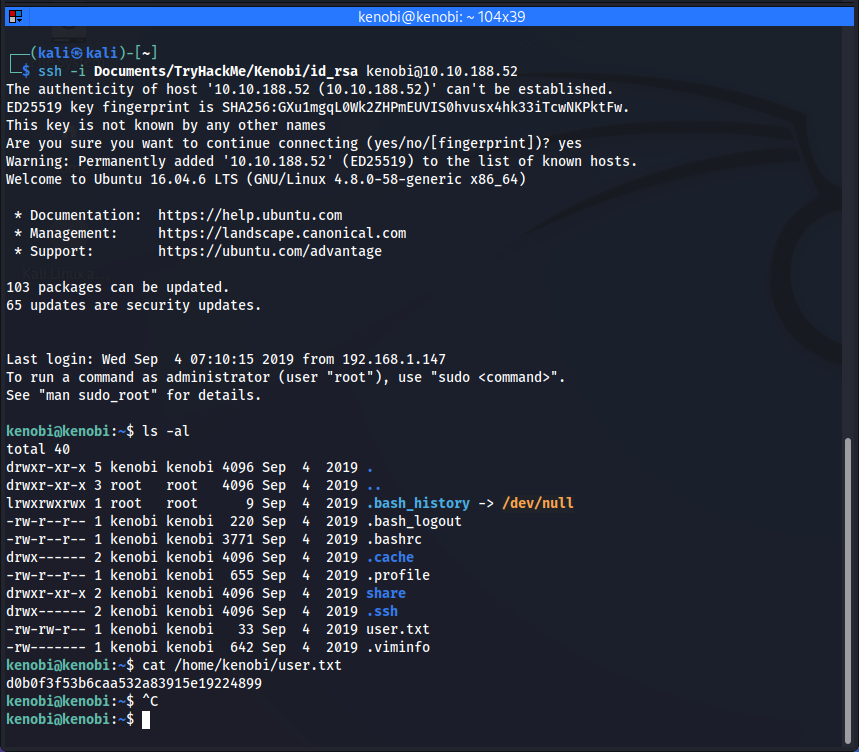 kenobi@kenobi: ~ 104x39
┌──(kali㉿kali)-[~]
└─$ ssh -i Documents/TryHackMe/Kenobi/id_rsa kenobi@10.10.188.52
The authenticity of host '10.10.188.52 (10.10.188.52)' can't be established.
ED25519 key fingerprint is SHA256:GXu1mgqL0Wk2ZHPmEUVIS0hvusx4hk33iTcwNKPktFw.
This key is not known by any other names
Are you sure you want to continue connecting (yes/no/[fingerprint])? yes
Warning: Permanently added '10.10.188.52' (ED25519) to the list of known hosts.
Welcome to Ubuntu 16.04.6 LTS (GNU/Linux 4.8.0-58-generic x86_64)
 * Documentation:  https://help.ubuntu.com
 * Management:     https://landscape.canonical.com
 * Support:        https://ubuntu.com/advantage
103 packages can be updated.
65 updates are security updates.
Last login: Wed Sep  4 07:10:15 2019 from 192.168.1.147
To run a command as administrator (user "root"), use "sudo <command>".
See "man sudo_root" for details.
kenobi@kenobi:~$ ls -al
total 40
drwxr-xr-x 5 kenobi kenobi 4096 Sep  4  2019 .
drwxr-xr-x 3 root   root   4096 Sep  4  2019 ..
lrwxrwxrwx 1 root   root      9 Sep  4  2019 .bash_history -> /dev/null
-rw-r--r-- 1 kenobi kenobi  220 Sep  4  2019 .bash_logout
-rw-r--r-- 1 kenobi kenobi 3771 Sep  4  2019 .bashrc
drwx------ 2 kenobi kenobi 4096 Sep  4  2019 .cache
-rw-r--r-- 1 kenobi kenobi  655 Sep  4  2019 .profile
drwxr-xr-x 2 kenobi kenobi 4096 Sep  4  2019 share
drwx------ 2 kenobi kenobi 4096 Sep  4  2019 .ssh
-rw-rw-r-- 1 kenobi kenobi   33 Sep  4  2019 user.txt
-rw------- 1 kenobi kenobi  642 Sep  4  2019 .viminfo
kenobi@kenobi:~$ cat /home/kenobi/user.txt
d0b0f3f53b6caa532a83915e19224899
kenobi@kenobi:~$ ^C
kenobi@kenobi:~$